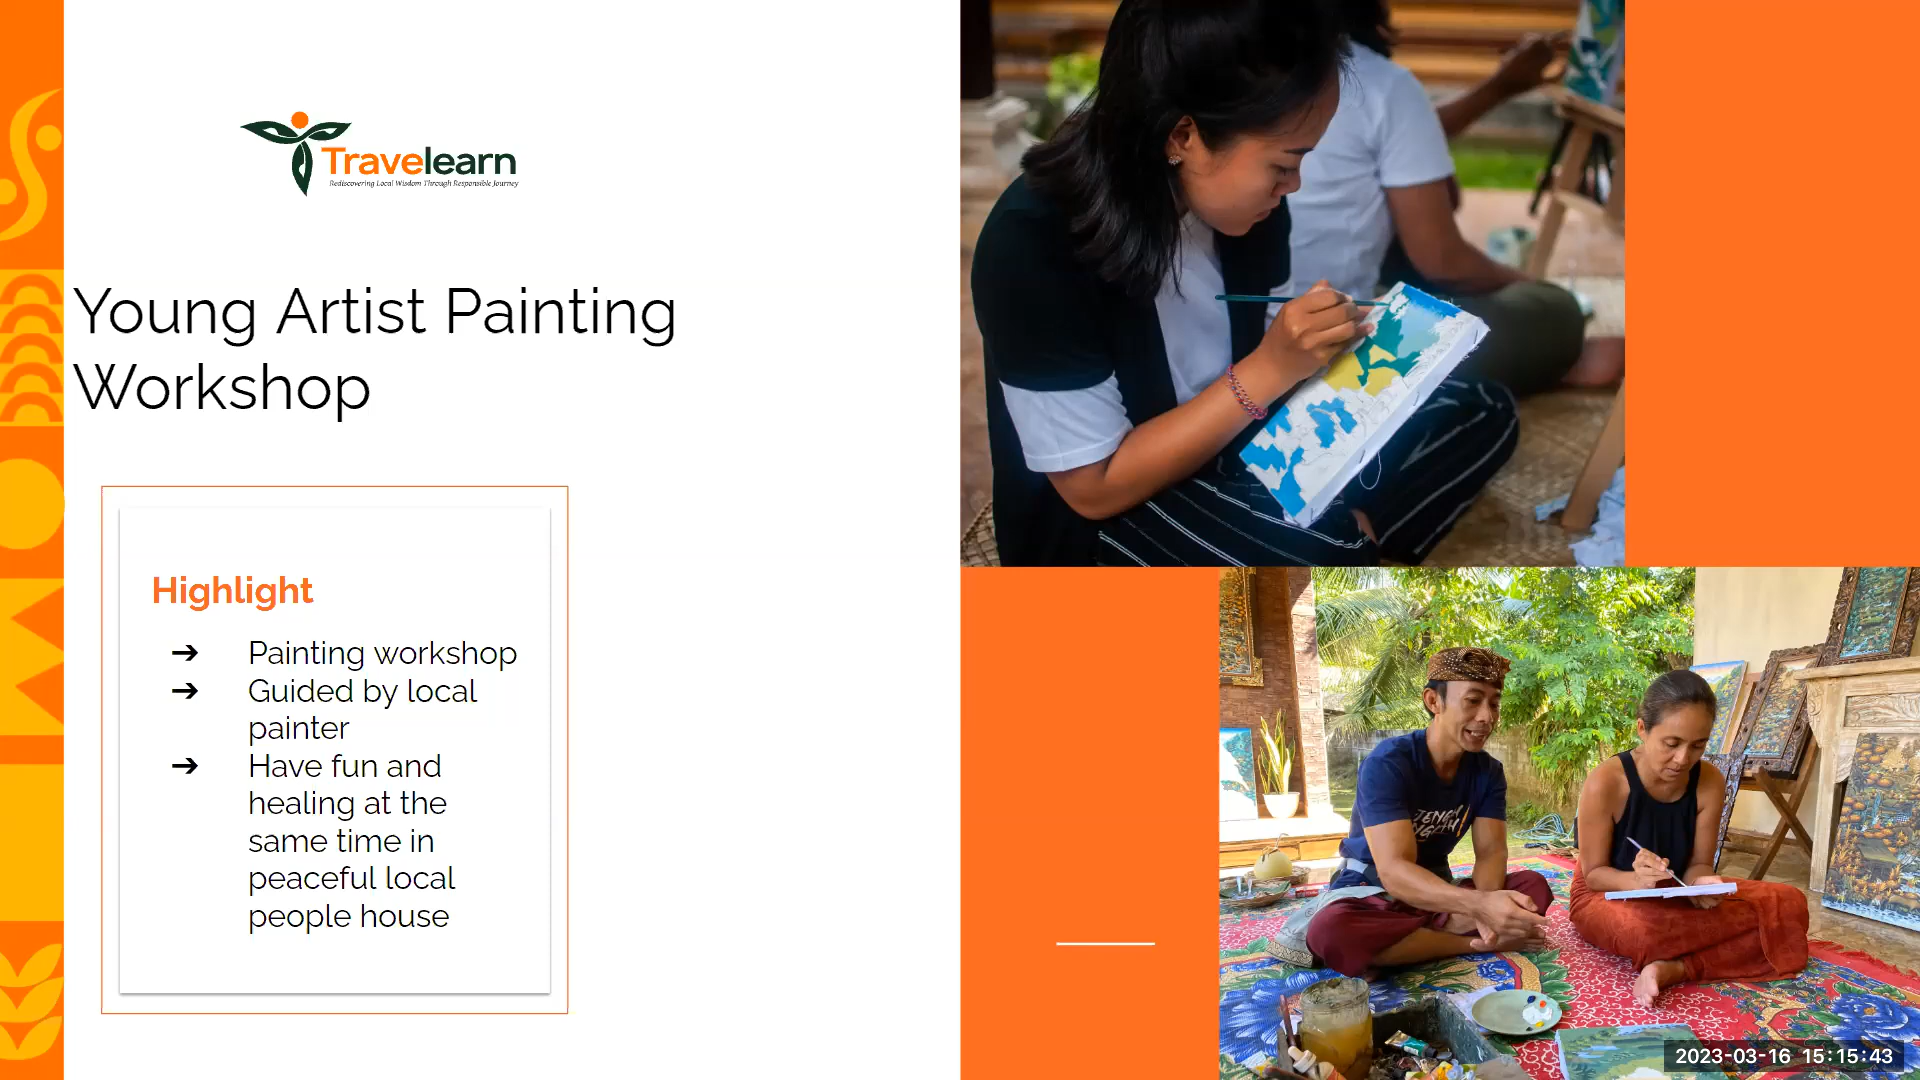 Travelearn
Rediscovering Local Wisdom Through Responsible Journey
Young Artist Painting
Workshop
Highlight
➔ Painting workshop
➔ Guided by local
painter
➔ Have fun and
healing at the
same time in
peaceful local
people house
2023-03-16 15:15:43